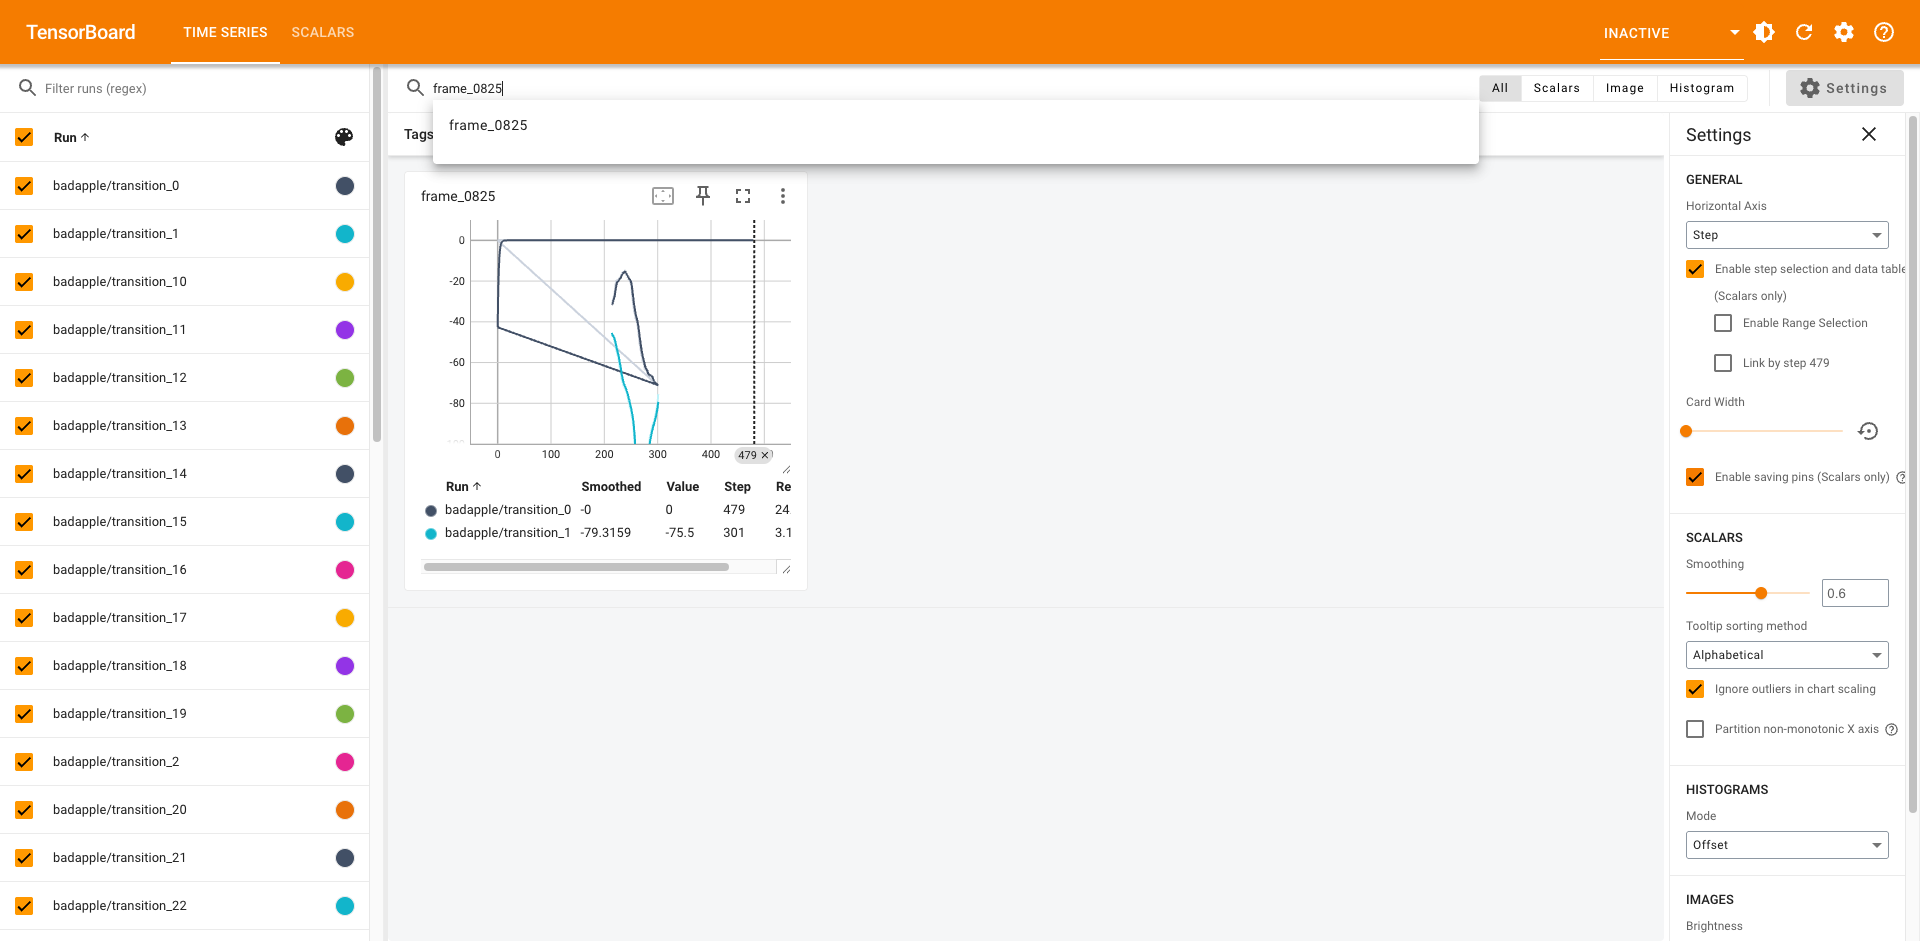 TensorBoard
TIME SERIES
SCALARS
INACTIVE
Filter runs (regex)
frame_0825
All
Scalars
Image
Histogram
Settings
Run
Tags
frame_0825
Settings
badapple/transition_0
badapple/transition_1
badapple/transition_10
badapple/transition_11
badapple/transition_12
badapple/transition_13
badapple/transition_14
badapple/transition_15
badapple/transition_16
badapple/transition_17
badapple/transition_18
badapple/transition_19
badapple/transition_2
badapple/transition_20
badapple/transition_21
badapple/transition_22
frame_0825
0
-20
-40
-60
-80
0 100 200 300 400 479
Run Smoothed Value Step Re
badapple/transition_0 -0 0 479 24.
badapple/transition_1 -79.3159 -75.5 301 3.1
GENERAL
Horizontal Axis
Step
Enable step selection and data table
(Scalars only)
Enable Range Selection
Link by step 479
Card Width
Enable saving pins (Scalars only)
SCALARS
Smoothing
0.6
Tooltip sorting method
Alphabetical
Ignore outliers in chart scaling
Partition non-monotonic X axis
HISTOGRAMS
Mode
Offset
IMAGES
Brightness